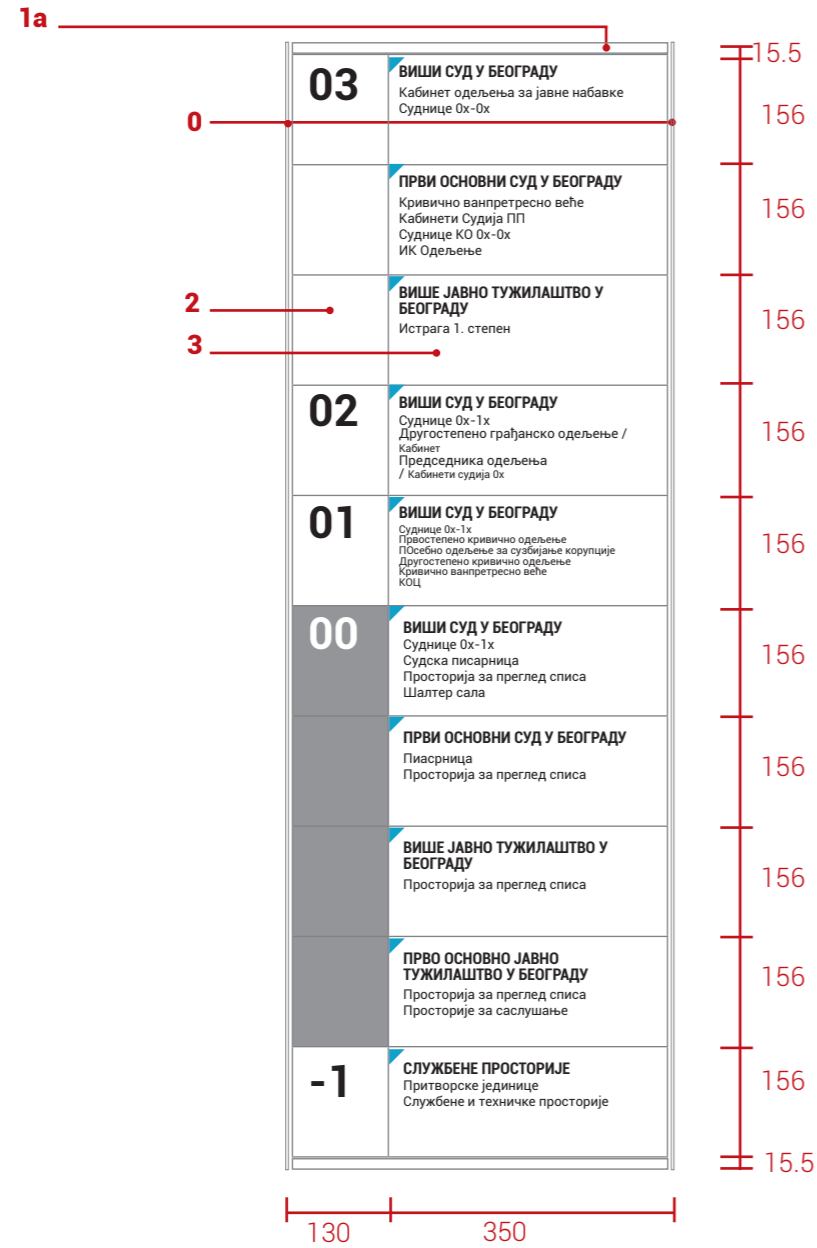 1a
15.5
03
ВИШИ СУД У БЕОГРАДУ
Кабинет одељења за јавне набавке
Суднице 0x-0x
0
156
ПРВИ ОСНОВНИ СУД У БЕОГРАДУ
Кривично ванпретресно веће
Кабинети Судија ПП
Суднице КО 0x-0x
ИК Одељење
156
2
3
ВИШЕ ЈАВНО ТУЖИЛАШТВО У
БЕОГРАДУ
Истрага 1. степен
156
02
ВИШИ СУД У БЕОГРАДУ
Суднице 0x-1x
Другостепено грађанско одељење /
Кабинет
Председника одељења
/ Кабинети судија 0x
156
01
ВИШИ СУД У БЕОГРАДУ
Суднице 0x-1x
Првостепено кривично одељење
ПОсебно одељење за сузбијање корупције
Другостепено кривично одељење
Кривично ванпретресно веће
КОЦ
156
00
ВИШИ СУД У БЕОГРАДУ
Суднице 0x-1x
Судска писарница
Просторија за преглед списа
Шалтер сала
156
ПРВИ ОСНОВНИ СУД У БЕОГРАДУ
Пиасрница
Просторија за преглед списа
156
ВИШЕ ЈАВНО ТУЖИЛАШТВО У
БЕОГРАДУ
Просторија за преглед списа
156
ПРВО ОСНОВНО ЈАВНО
ТУЖИЛАШТВО У БЕОГРАДУ
Просторија за преглед списа
Просторије за саслушање
156
-1
СЛУЖБЕНЕ ПРОСТОРИЈЕ
Притворске јединице
Службене и техничке просторије
156
15.5
130
350